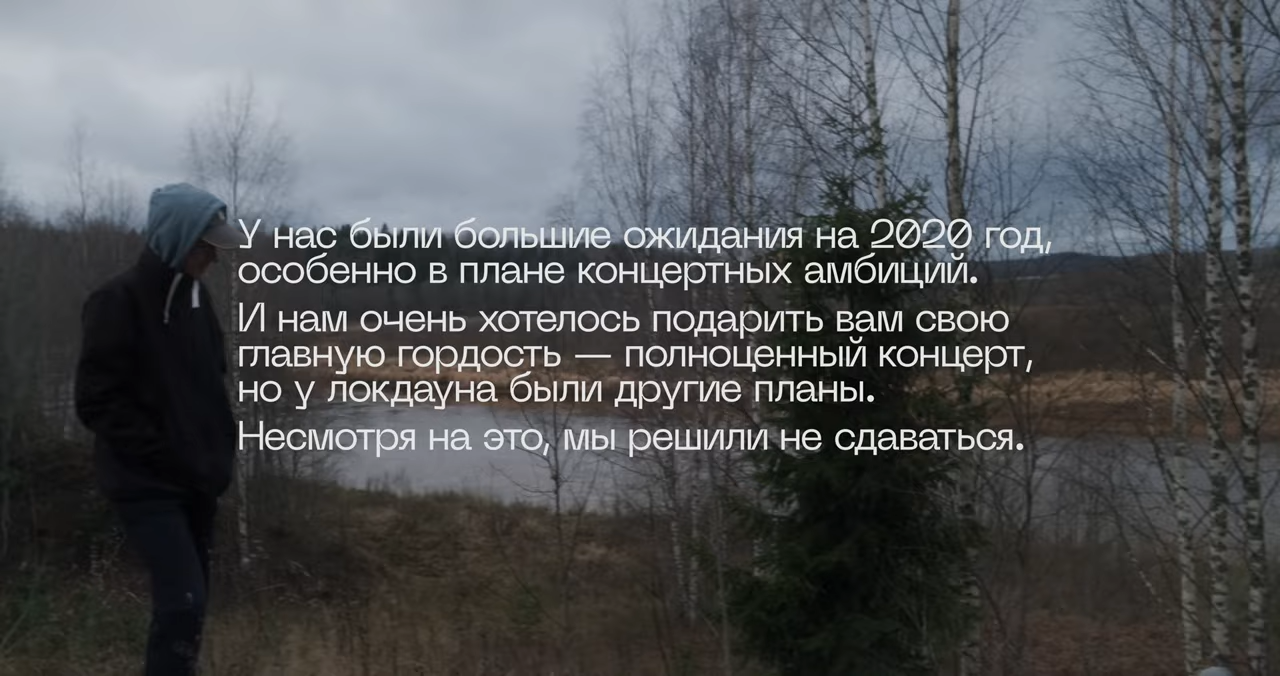 У нас были большие ожидания на 2020 год,
особенно в плане концертных амбиций.
И нам очень хотелось подарить вам свою
главную гордость — полноценный концерт,
но у локдауна были другие планы.
Несмотря на это, мы решили не сдаваться.